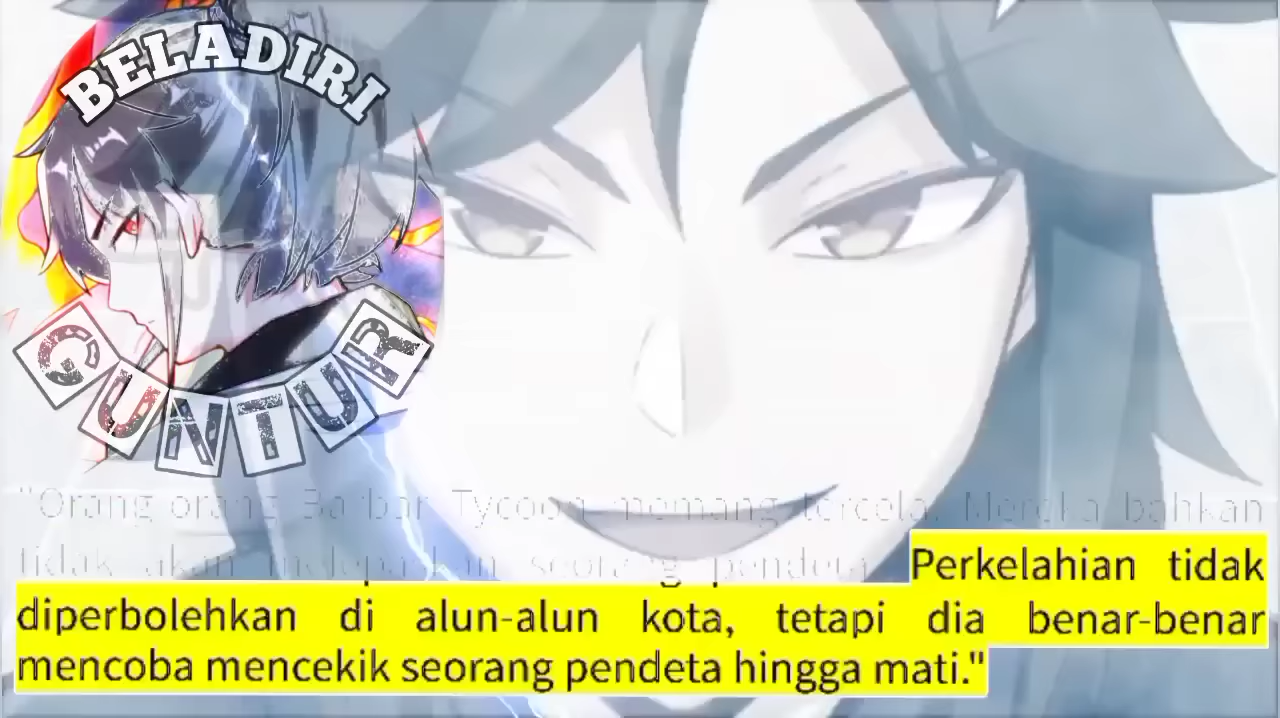 BELADIRI
GUNTUR
"Orang orang Barbar Tycoon memang tercela. Mereka bahkan
tidak akan melepaskan seorang pendeta. Perkelahian tidak
diperbolehkan di alun-alun kota, tetapi dia benar-benar
mencoba mencekik seorang pendeta hingga mati."